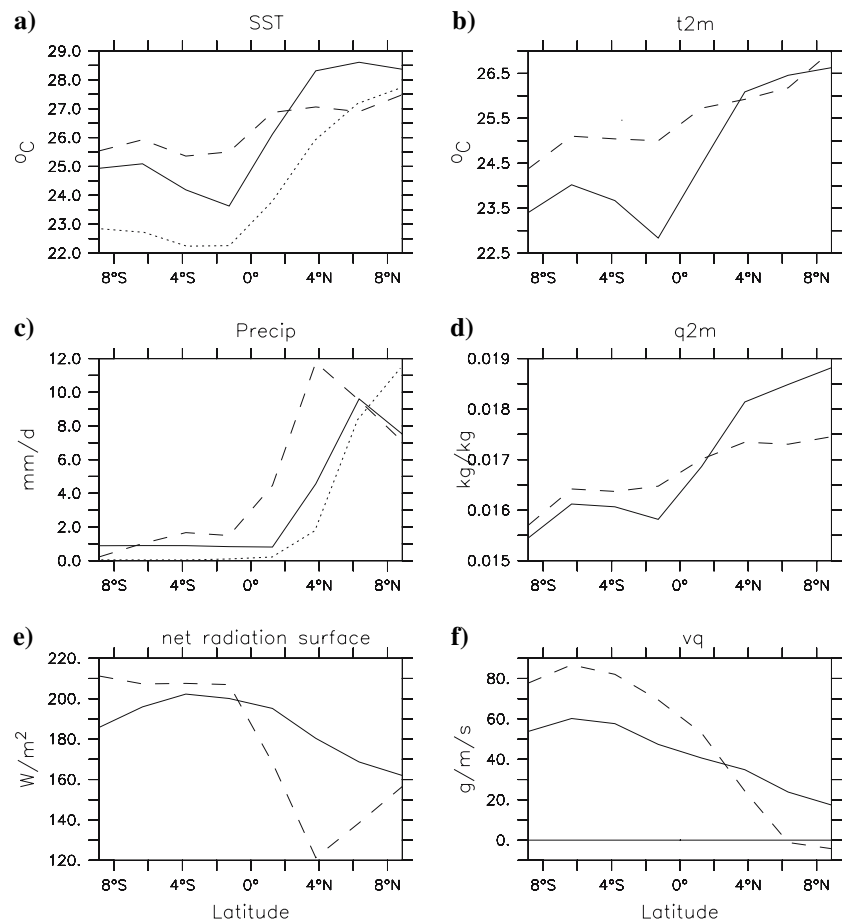 a) SST
29.0
28.0
27.0
26.0
25.0
24.0
23.0
22.0
°C
8°S 4°S 0° 4°N 8°N
b) t2m
26.5
25.5
24.5
23.5
22.5
°C
8°S 4°S 0° 4°N 8°N
c) Precip
12.0
10.0
8.0
6.0
4.0
2.0
0.0
mm/d
8°S 4°S 0° 4°N 8°N
d) q2m
0.019
0.018
0.017
0.016
0.015
kg/kg
8°S 4°S 0° 4°N 8°N
e) net radiation surface
220.
200.
180.
160.
140.
120.
W/m²
8°S 4°S 0° 4°N 8°N
Latitude
f) vq
80.
60.
40.
20.
0.
g/m/s
8°S 4°S 0° 4°N 8°N
Latitude